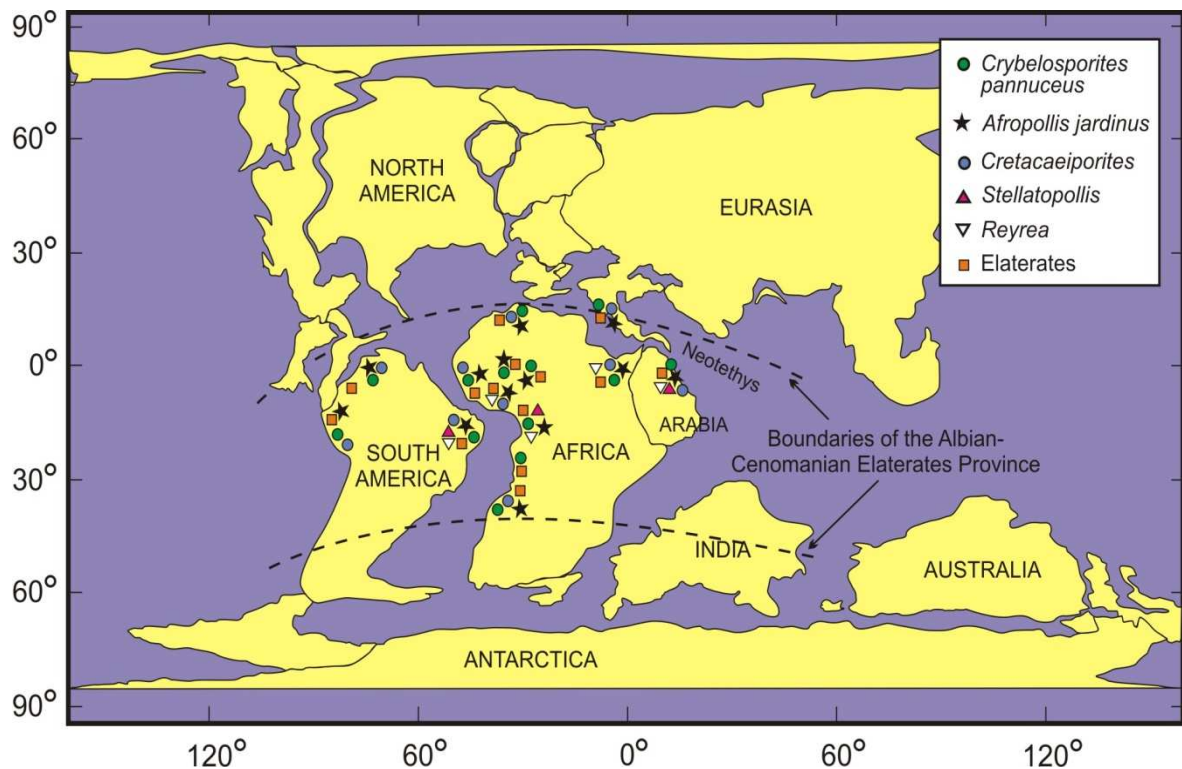 90°
60°
30°
0°
30°
60°
90°
120°
60°
0°
60°
120°
NORTH
AMERICA
EURASIA
Neotethys
SOUTH
AMERICA
AFRICA
ARABIA
INDIA
AUSTRALIA
ANTARCTICA
Boundaries of the Albian-
Cenomanian Elaterates Province
Crybelosporites
pannuceus
Afropollis jardinus
Cretacaeiporites
Stellatopollis
Reyrea
Elaterates